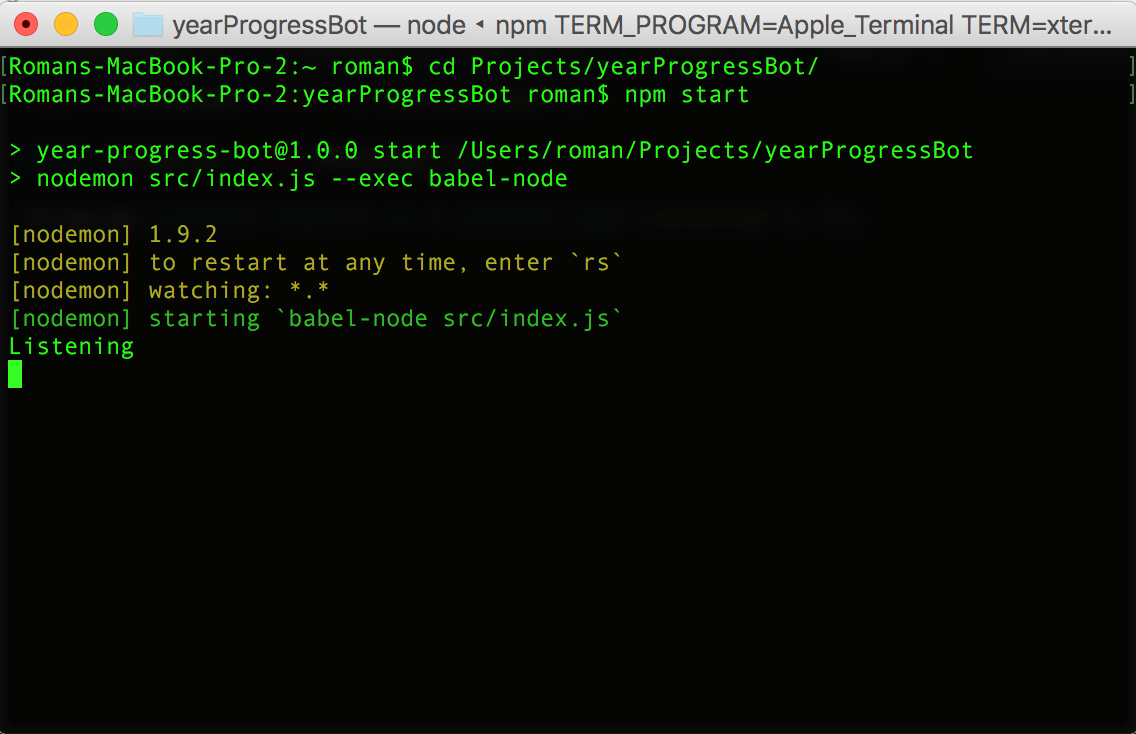 yearProgressBot — node ◂ npm TERM_PROGRAM=Apple_Terminal TERM=xter...
[Romans-MacBook-Pro-2:~ roman$ cd Projects/yearProgressBot/ ]
[Romans-MacBook-Pro-2:yearProgressBot roman$ npm start ]
> year-progress-bot@1.0.0 start /Users/roman/Projects/yearProgressBot
> nodemon src/index.js --exec babel-node
[nodemon] 1.9.2
[nodemon] to restart at any time, enter `rs`
[nodemon] watching: *.*
[nodemon] starting `babel-node src/index.js`
Listening